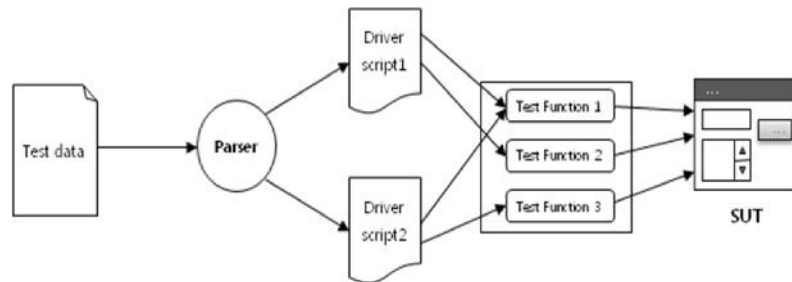 Test data
Parser
Driver
script1
Driver
script2
Test Function 1
Test Function 2
Test Function 3
...
...
SUT